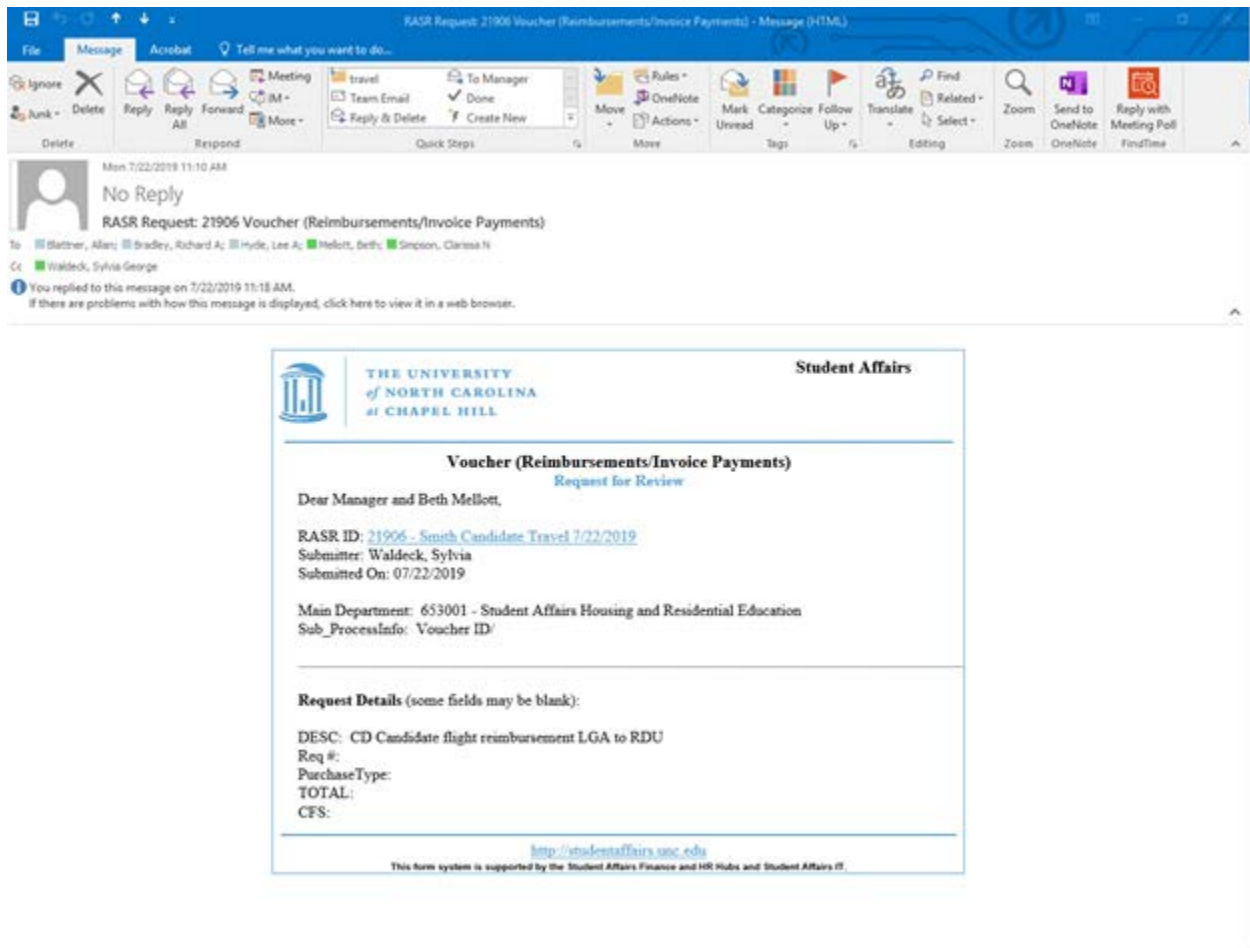 RASR Request: 21906 Voucher (Reimbursements/Invoice Payments) - Message (HTML)
File Message Acrobat Tell me what you want to do...
Ignore
Junk
Delete
Reply
Reply All
Forward
Meeting
IM
More
travel
Team Email
Reply & Delete
To Manager
Done
Create New
Move
Rules
OneNote
Actions
Mark Unread
Categorize
Follow Up
Translate
Find
Related
Select
Zoom
Send to OneNote
Reply with Meeting Poll
Delete Respond Quick Steps Move Tags Editing Zoom OneNote FindTime
Mon 7/22/2019 11:10 AM
No Reply
RASR Request: 21906 Voucher (Reimbursements/Invoice Payments)
To Blattner, Allan; Bradley, Richard A; Hyde, Lee A; Mellott, Beth; Simpson, Clarissa N
Cc Waldeck, Sylvia George
You replied to this message on 7/22/2019 11:18 AM.
If there are problems with how this message is displayed, click here to view it in a web browser.
THE UNIVERSITY
of NORTH CAROLINA
at CHAPEL HILL
Student Affairs
Voucher (Reimbursements/Invoice Payments)
Request for Review
Dear Manager and Beth Mellott,
RASR ID: 21906 - Smith Candidate Travel 7/22/2019
Submitter: Waldeck, Sylvia
Submitted On: 07/22/2019
Main Department: 653001 - Student Affairs Housing and Residential Education
Sub_ProcessInfo: Voucher ID/
Request Details (some fields may be blank):
DESC: CD Candidate flight reimbursement LGA to RDU
Req #:
PurchaseType:
TOTAL:
CFS:
http://studentaffairs.unc.edu
This form system is supported by the Student Affairs Finance and HR Hubs and Student Affairs IT.